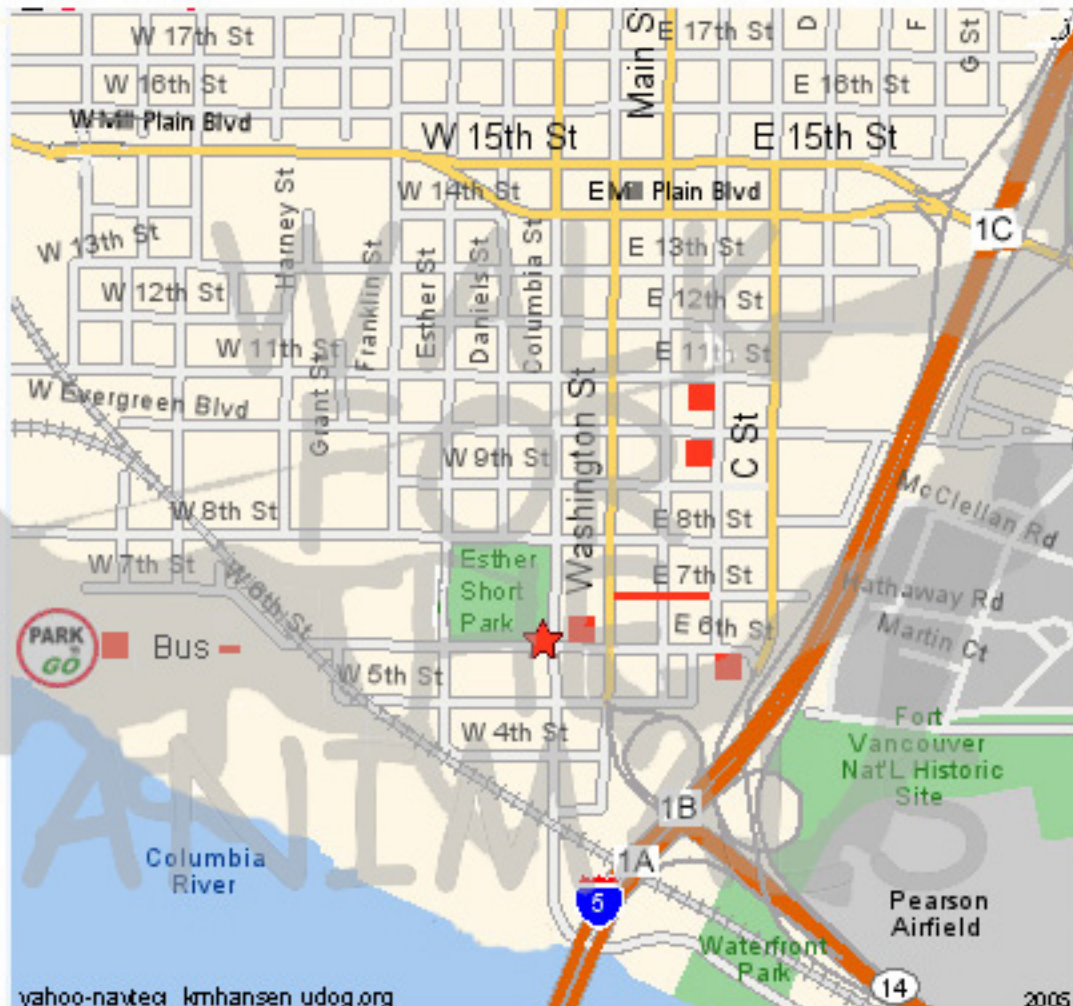 W 17th St
Main S
E 17th St
D
F
G St
W 16th St
E 16th St
W Mill Plain Blvd
W 15th St
E 15th St
W 14th St
E Mill Plain Blvd
W 13th St
Harney St
Franklin St
Esther St
Daniels St
Columbia St
E 13th St
1C
W 12th St
E 12th St
W 11th St
E 11th St
W Evergreen Blvd
Grant St
Washington St
C St
W 9th St
W 8th St
E 8th St
McClellan Rd
W 7th St
W 6th St
Esther
Short
Park
E 7th St
Hathaway Rd
PARK
GO
Bus
E 6th St
Martin Ct
W 5th St
W 4th St
Fort
Vancouver
Nat'L Historic
Site
1B
1A
Columbia
River
5
Pearson
Airfield
Waterfront
Park
14
WALK
FOR
THE
yahoo-navteq kmhansen udog.org
2005